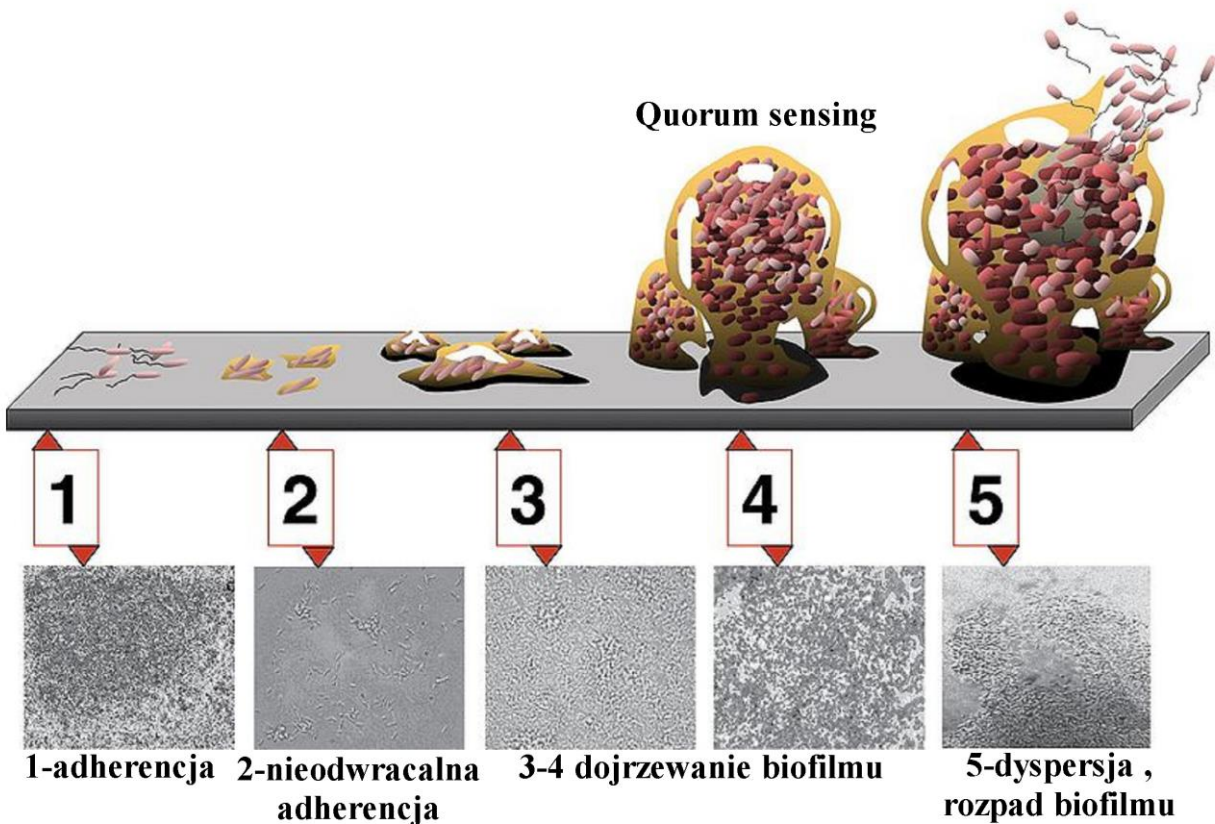 Quorum sensing
1
2
3
4
5
1-adherencja
2-nieodwracalna
adherencja
3-4 dojrzewanie biofilmu
5-dyspersja ,
rozpad biofilmu